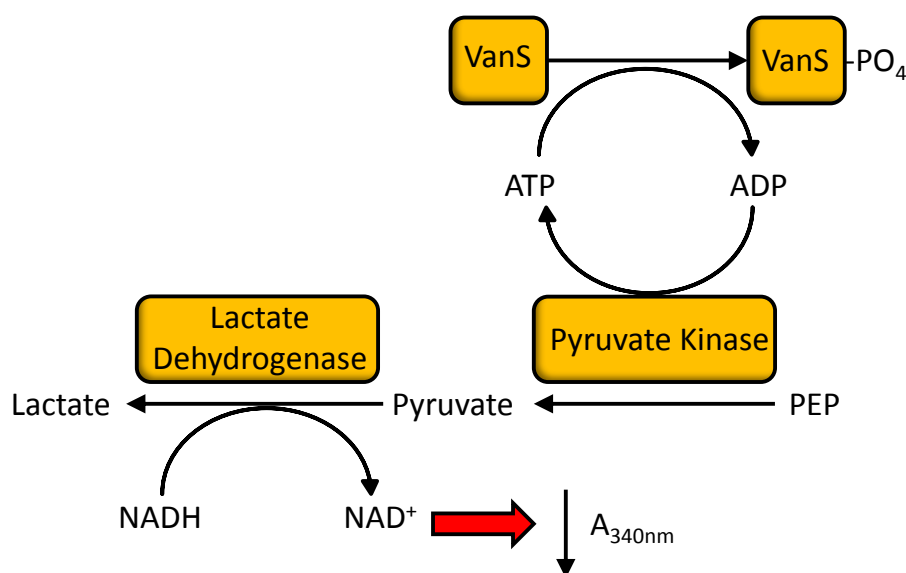 VanS
VanS
-PO₄
ATP
ADP
Lactate
Dehydrogenase
Pyruvate Kinase
Lactate
Pyruvate
PEP
NADH
NAD⁺
A₃₄₀ₙₘ